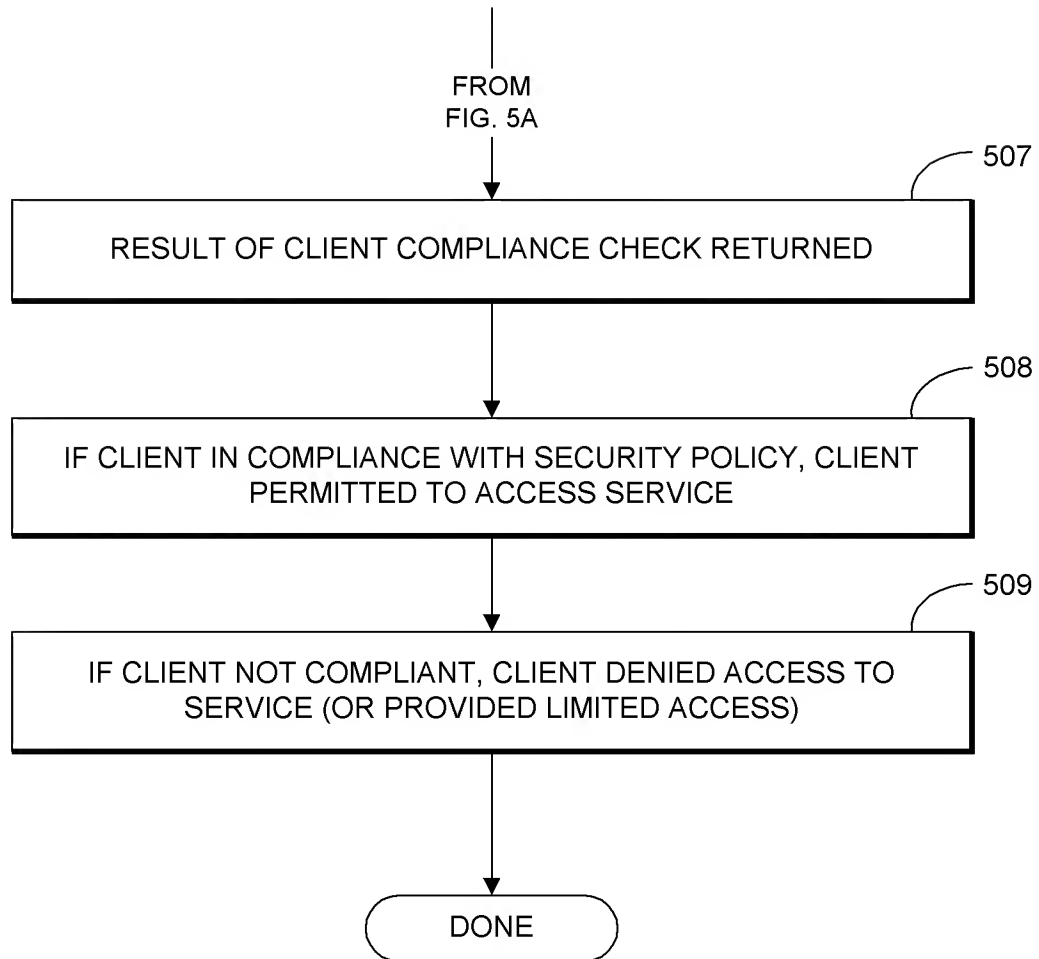 FROM
FIG. 5A
507
RESULT OF CLIENT COMPLIANCE CHECK RETURNED
508
IF CLIENT IN COMPLIANCE WITH SECURITY POLICY, CLIENT
PERMITTED TO ACCESS SERVICE
509
IF CLIENT NOT COMPLIANT, CLIENT DENIED ACCESS TO
SERVICE (OR PROVIDED LIMITED ACCESS)
DONE